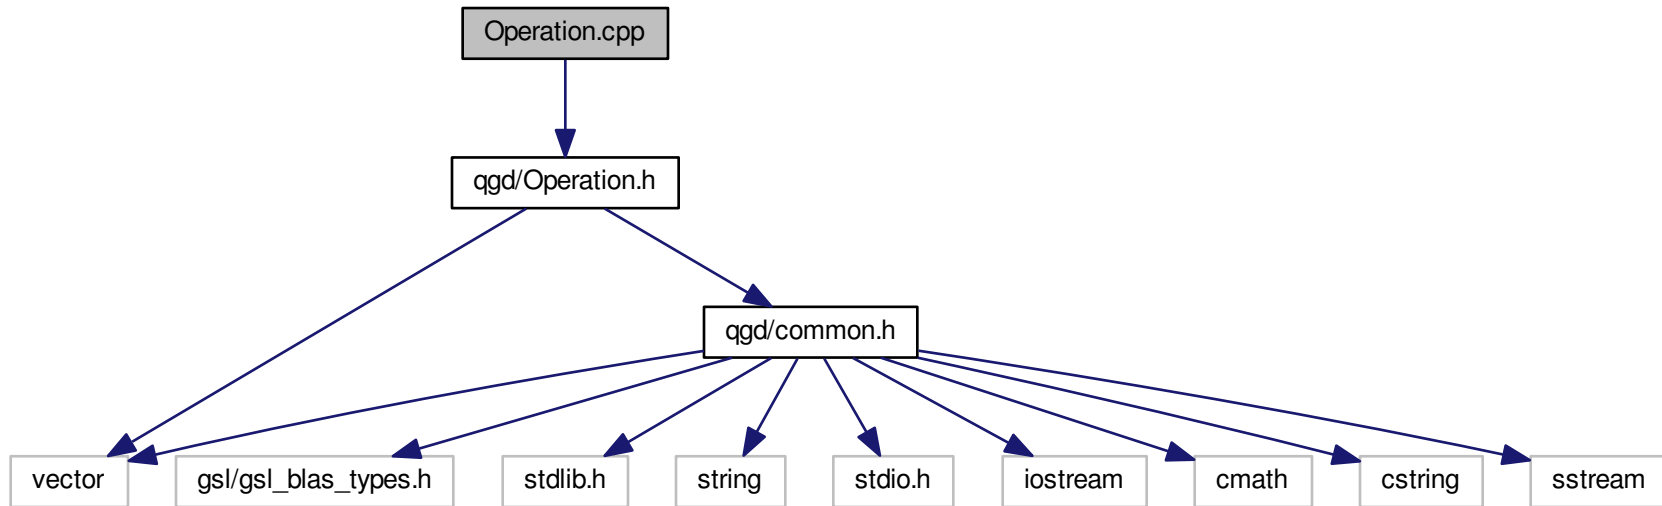 Operation.cpp
qgd/Operation.h
qgd/common.h
vector
gsl/gsl_blas_types.h
stdlib.h
string
stdio.h
iostream
cmath
cstring
sstream